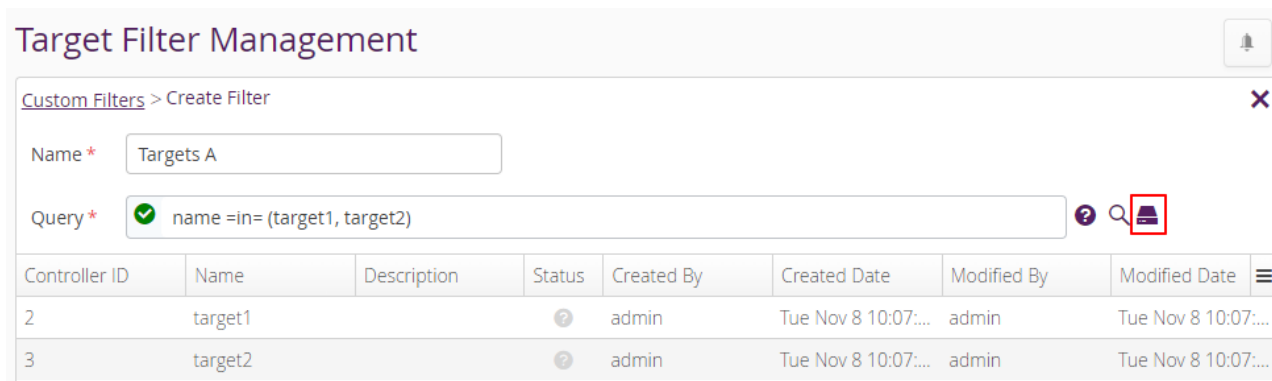 Target Filter Management
Custom Filters > Create Filter
Name * Targets A
Query * name =in= (target1, target2)
Controller ID Name Description Status Created By Created Date Modified By Modified Date
2 target1 admin Tue Nov 8 10:07:... admin Tue Nov 8 10:07:...
3 target2 admin Tue Nov 8 10:07:... admin Tue Nov 8 10:07:...